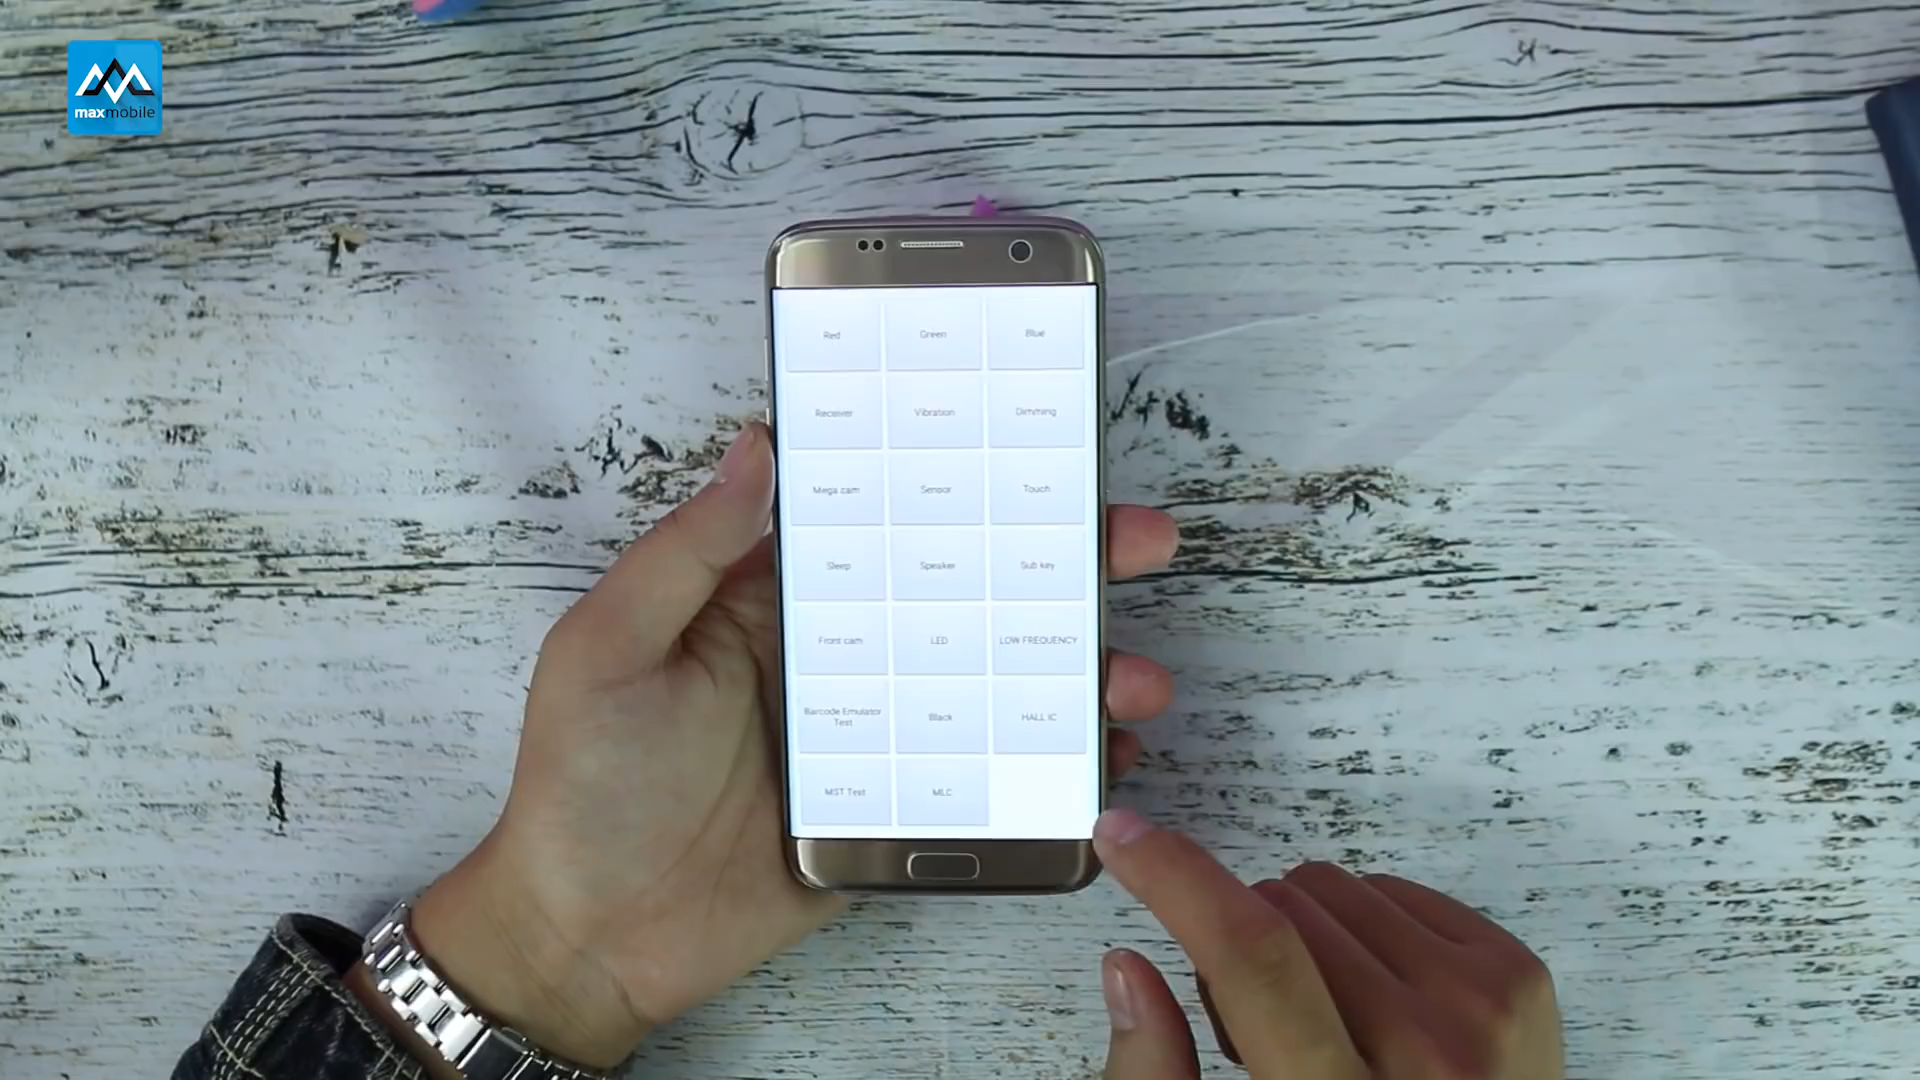 maxmobile
Red
Green
Blue
Receiver
Vibration
Dimming
Mega cam
Sensor
Touch
Sleep
Speaker
Sub key
Front cam
LED
LOW FREQUENCY
Barcode Emulator
Test
Black
HALL IC
MST Test
MLC